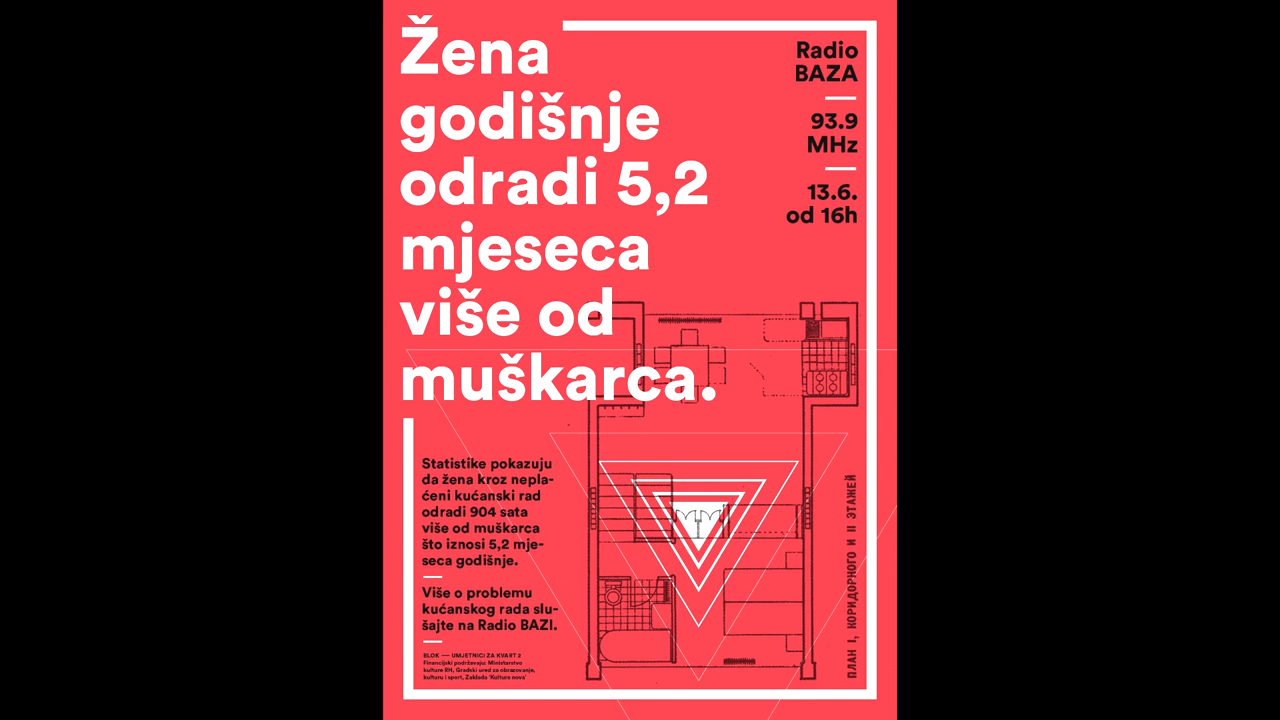 Žena
godišnje
odradi 5,2
mjeseca
više od
muškarca.
Radio
BAZA
93.9
MHz
13.6.
od 16h
Statistike pokazuju
da žena kroz nepla-
ćeni kućanski rad
odradi 904 sata
više od muškarca
što iznosi 5,2 mje-
seca godišnje.
Više o problemu
kućanskog rada slu-
šajte na Radio BAZI.
BLOK — UMJETNICI ZA KVART 2
Financijski podržavaju: Ministarstvo
kulture RH, Gradski ured za obrazovanje,
kulturu i sport, Zaklada 'Kultura nova'
ПЛАН I, КОРИДОРНОГО И II ЭТАЖЕЙ